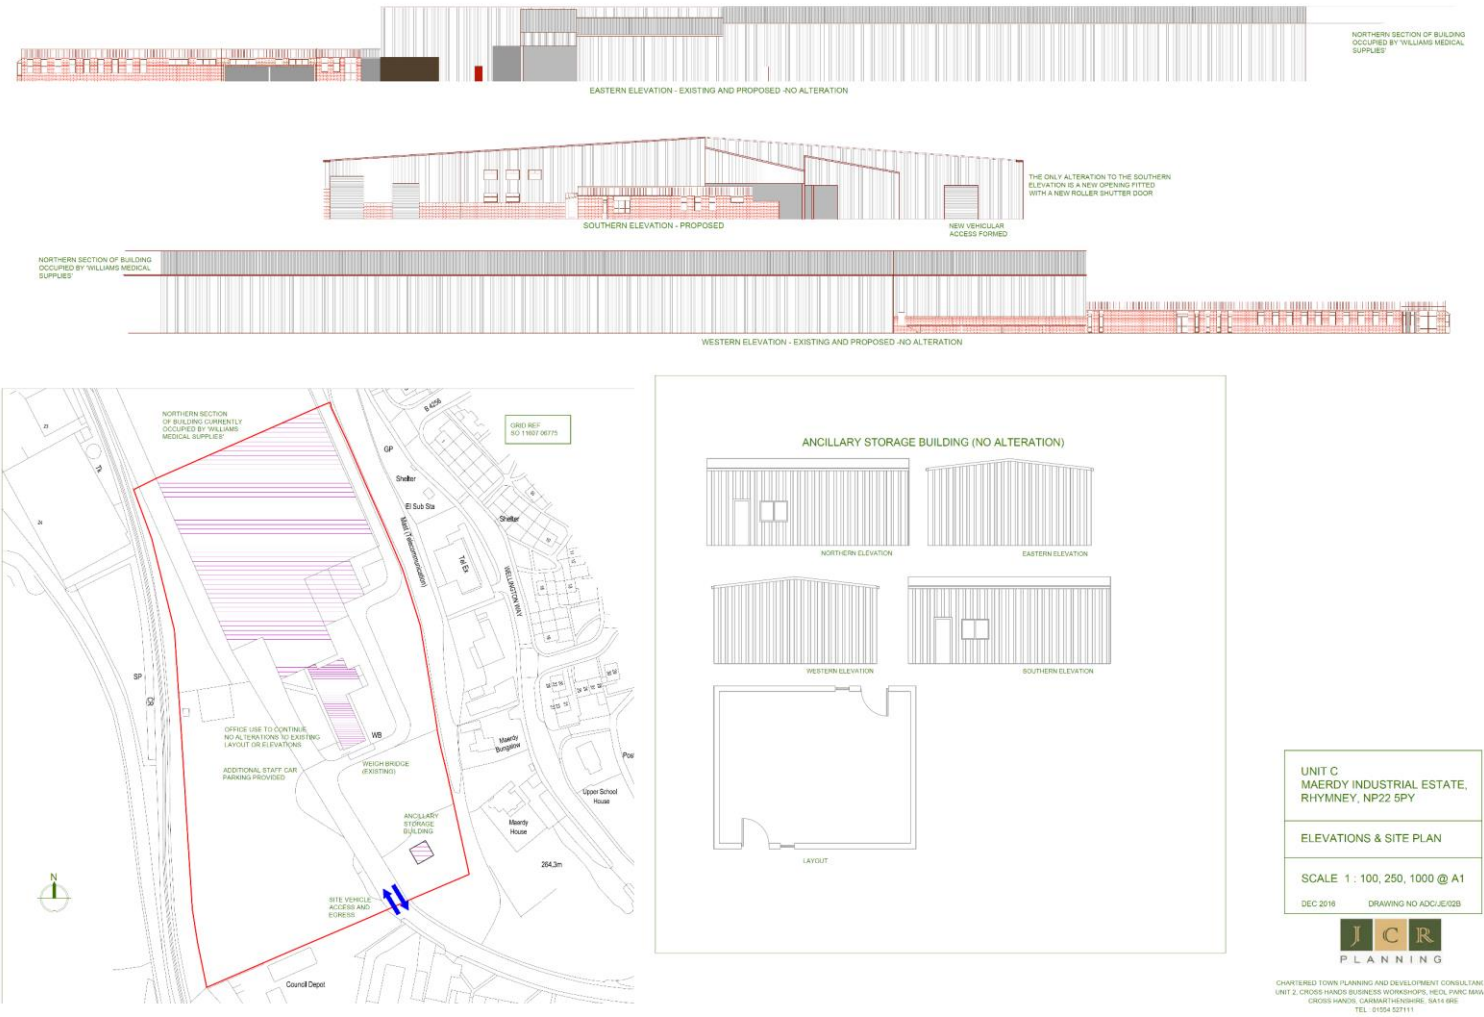 NORTHERN SECTION OF BUILDING
OCCUPIED BY 'WILLIAMS MEDICAL
SUPPLIES'
EASTERN ELEVATION - EXISTING AND PROPOSED -NO ALTERATION
THE ONLY ALTERATION TO THE SOUTHERN
ELEVATION IS A NEW OPENING FITTED
WITH A NEW ROLLER SHUTTER DOOR
SOUTHERN ELEVATION - PROPOSED
NEW VEHICULAR
ACCESS FORMED
NORTHERN SECTION OF BUILDING
OCCUPIED BY 'WILLIAMS MEDICAL
SUPPLIES'
WESTERN ELEVATION - EXISTING AND PROPOSED -NO ALTERATION
NORTHERN SECTION
OF BUILDING CURRENTLY
OCCUPIED BY 'WILLIAMS
MEDICAL SUPPLIES'
GRID REF
B 4256
GP
Shelter
El Sub Sta
Mast (Telecommunication)
Shelter
Tel Ex
WELLINGTON WAY
Tk
SP
CR
OFFICE USE TO CONTINUE
NO ALTERATIONS TO EXISTING
LAYOUT OR ELEVATIONS
ADDITIONAL STAFF CAR
PARKING PROVIDED
WB
WEIGH BRIDGE
(EXISTING)
Maerdy
Bungalow
Pos
Upper School
House
ANCILLARY
STORAGE
BUILDING
Maerdy
House
264.3m
N
SITE VEHICLE
ACCESS AND
EGRESS
Council Depot
ANCILLARY STORAGE BUILDING (NO ALTERATION)
NORTHERN ELEVATION
EASTERN ELEVATION
WESTERN ELEVATION
SOUTHERN ELEVATION
LAYOUT
UNIT C
MAERDY INDUSTRIAL ESTATE,
RHYMNEY, NP22 5PY
ELEVATIONS & SITE PLAN
SCALE 1 : 100, 250, 1000 @ A1
DEC 2016 DRAWING NO ADC/JE/02B
J C R
PLANNING
CHARTERED TOWN PLANNING AND DEVELOPMENT CONSULTANC
UNIT 2, CROSS HANDS BUSINESS WORKSHOPS, HEOL PARC MAW
CROSS HANDS, CARMARTHENSHIRE, SA14 6RE
TEL : 01554 527111